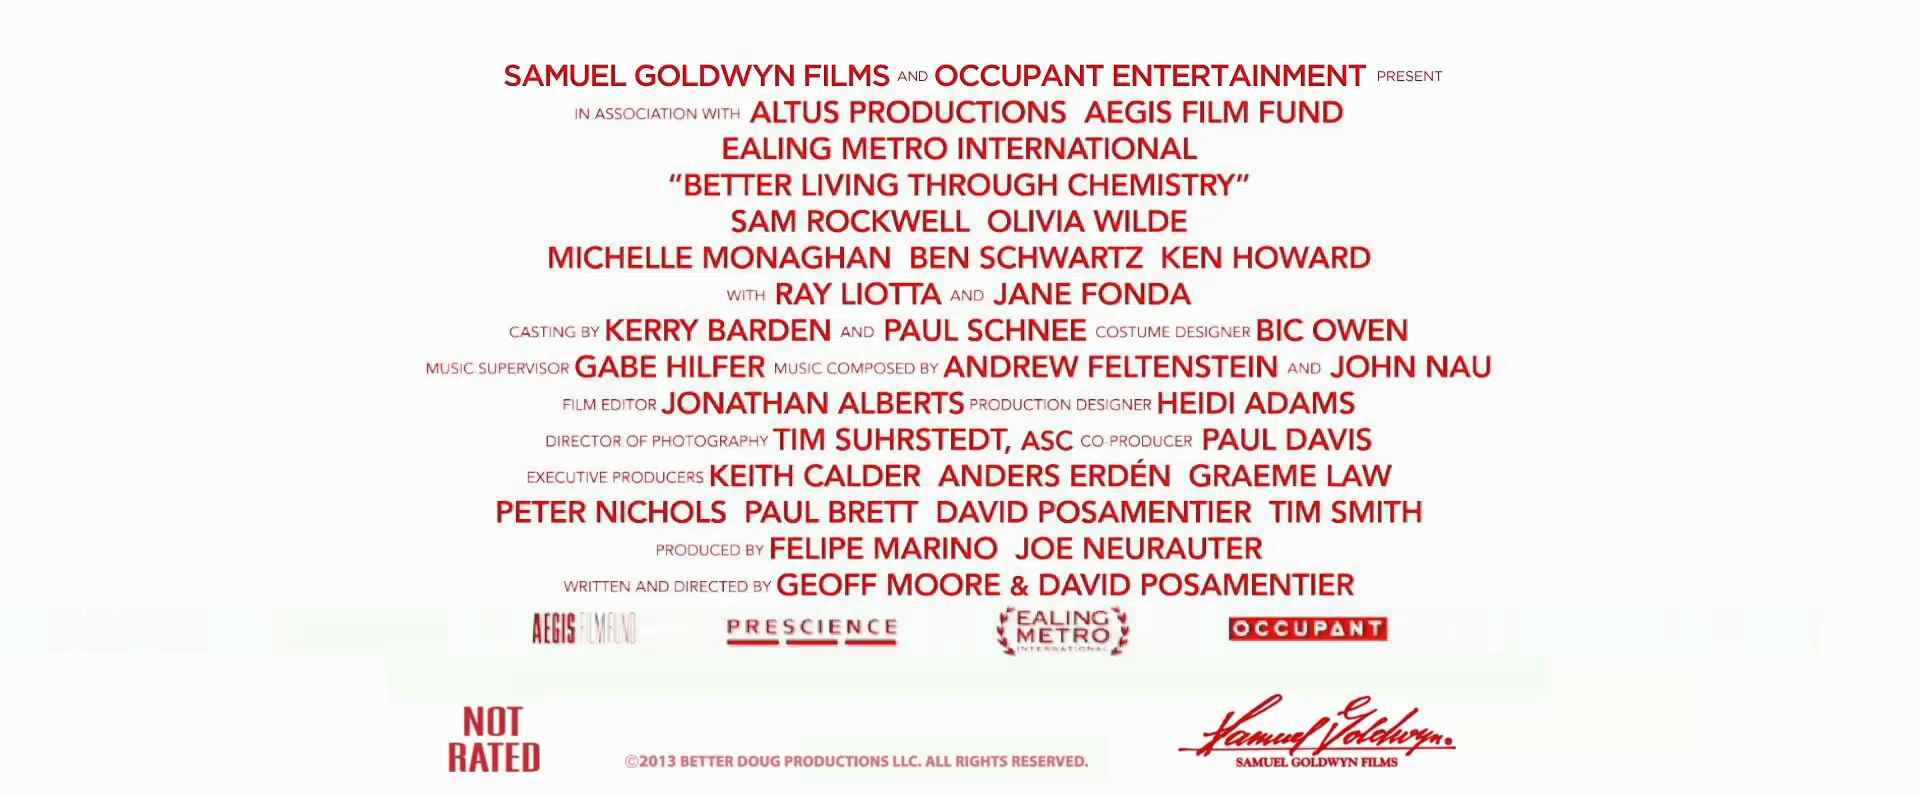 SAMUEL GOLDWYN FILMS AND OCCUPANT ENTERTAINMENT PRESENT
IN ASSOCIATION WITH ALTUS PRODUCTIONS AEGIS FILM FUND
EALING METRO INTERNATIONAL
“BETTER LIVING THROUGH CHEMISTRY”
SAM ROCKWELL OLIVIA WILDE
MICHELLE MONAGHAN BEN SCHWARTZ KEN HOWARD
WITH RAY LIOTTA AND JANE FONDA
CASTING BY KERRY BARDEN AND PAUL SCHNEE COSTUME DESIGNER BIC OWEN
MUSIC SUPERVISOR GABE HILFER MUSIC COMPOSED BY ANDREW FELTENSTEIN AND JOHN NAU
FILM EDITOR JONATHAN ALBERTS PRODUCTION DESIGNER HEIDI ADAMS
DIRECTOR OF PHOTOGRAPHY TIM SUHRSTEDT, ASC CO-PRODUCER PAUL DAVIS
EXECUTIVE PRODUCERS KEITH CALDER ANDERS ERDÉN GRAEME LAW
PETER NICHOLS PAUL BRETT DAVID POSAMENTIER TIM SMITH
PRODUCED BY FELIPE MARINO JOE NEURAUTER
WRITTEN AND DIRECTED BY GEOFF MOORE & DAVID POSAMENTIER
AEGIS FILM FUND
PRESCIENCE
EALING
METRO
INTERNATIONAL
OCCUPANT
NOT
RATED
©2013 BETTER DOUG PRODUCTIONS LLC. ALL RIGHTS RESERVED.
Samuel Goldwyn.
SAMUEL GOLDWYN FILMS